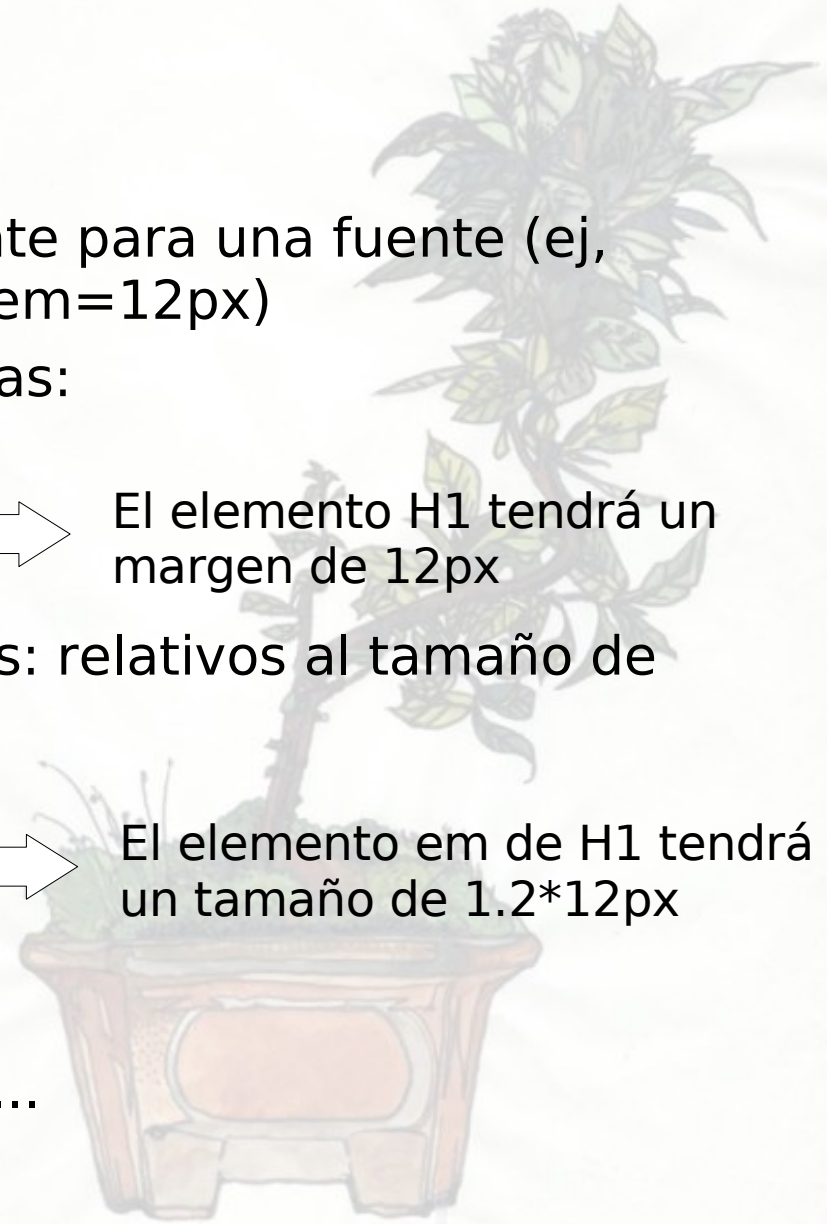 te para una fuente (ej,
em=12px)
as:
El elemento H1 tendrá un
margen de 12px
s: relativos al tamaño de
El elemento em de H1 tendrá
un tamaño de 1.2*12px
...